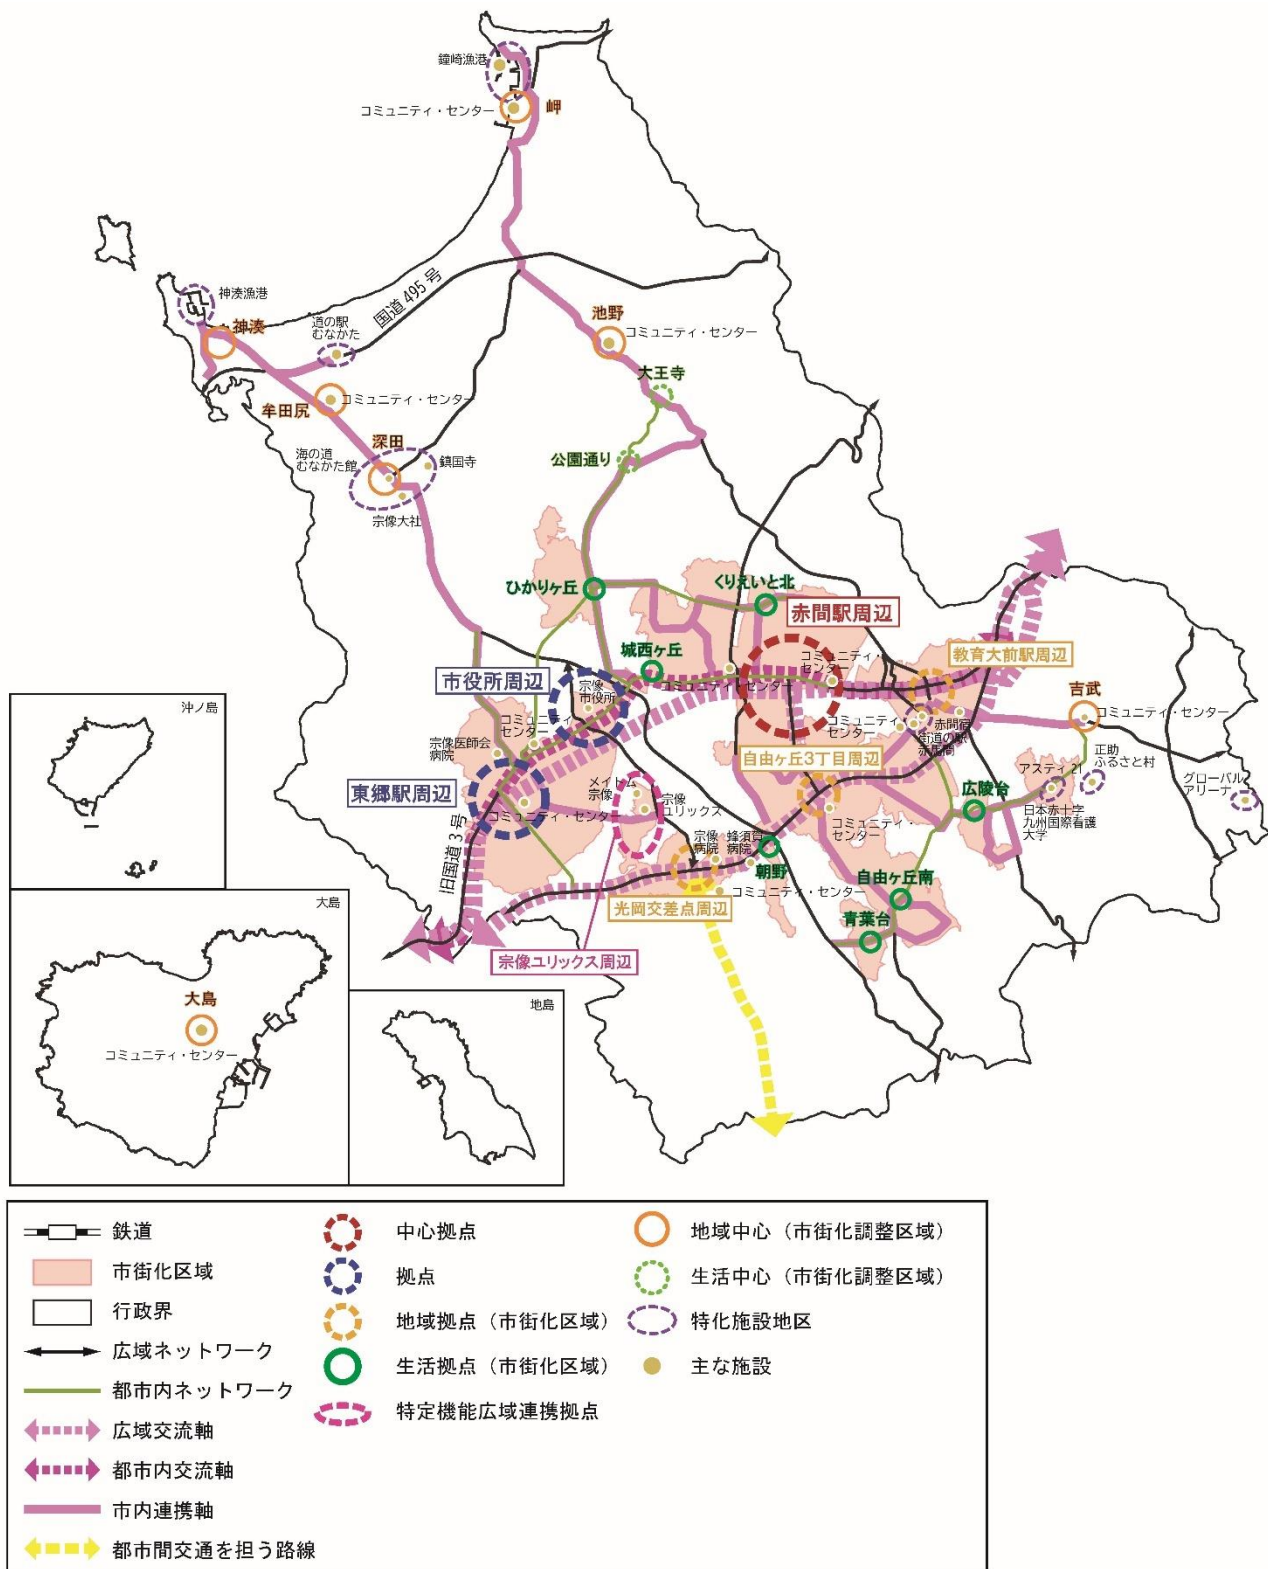 鐘崎漁港
コミュニティ・センター
岬
神湊漁港
神湊
道の駅
むなかた
国道 495 号
池野
コミュニティ・センター
大王寺
牟田尻
コミュニティ・センター
深田
海の道
むなかた館
鎮国寺
宗像大社
公園通り
ひかりヶ丘
くりえいと北
赤間駅周辺
城西ヶ丘
コミュニティ・センター
コミュニティ・
センター
教育大前駅周辺
市役所周辺
宗像
市役所
吉武
コミュニティ・センター
コミュニティ・
センター
赤間宿
街道の駅
赤馬館
宗像医師会
病院
コミュニティ・
センター
自由ヶ丘3丁目周辺
正助
ふるさと村
アスティ 21
グローバル
アリーナ
東郷駅周辺
コミュニティ・センター
メイトム
宗像
宗像
ユリックス
広陵台
日本赤十字
九州国際看護
大学
コミュニティ・
センター
旧国道 3 号
宗像
病院
蜂須賀
病院
朝野
コミュニティ・センター
自由ヶ丘南
光岡交差点周辺
青葉台
宗像ユリックス周辺
沖ノ島
大島
大島
コミュニティ・センター
地島
鉄道
市街化区域
行政界
広域ネットワーク
都市内ネットワーク
広域交流軸
都市内交流軸
市内連携軸
都市間交通を担う路線
中心拠点
拠点
地域拠点（市街化区域）
生活拠点（市街化区域）
特定機能広域連携拠点
地域中心（市街化調整区域）
生活中心（市街化調整区域）
特化施設地区
主な施設